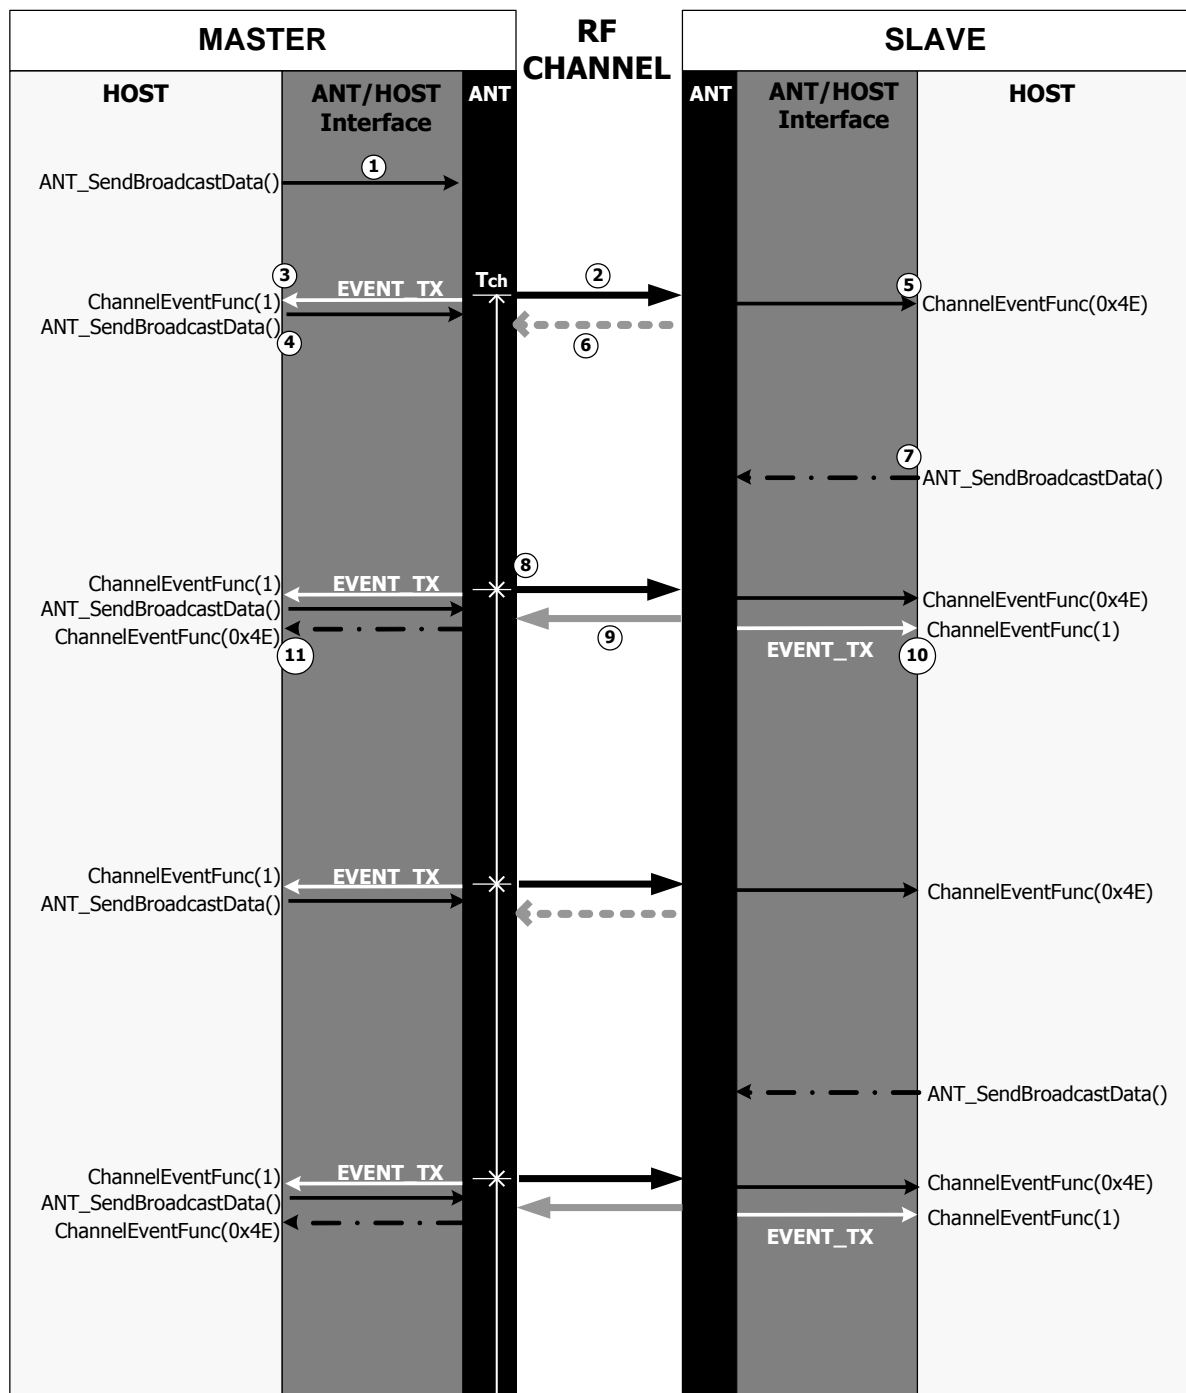 MASTER
RF
CHANNEL
SLAVE
HOST
ANT/HOST
Interface
ANT
ANT
ANT/HOST
Interface
HOST
1
ANT_SendBroadcastData()
3
EVENT_TX
Tch
2
5
ChannelEventFunc(1)
ChannelEventFunc(0x4E)
ANT_SendBroadcastData()
4
6
7
ANT_SendBroadcastData()
8
ChannelEventFunc(1)
EVENT_TX
ChannelEventFunc(0x4E)
ANT_SendBroadcastData()
ChannelEventFunc(0x4E)
9
ChannelEventFunc(1)
11
EVENT_TX
10
ChannelEventFunc(1)
EVENT_TX
ChannelEventFunc(0x4E)
ANT_SendBroadcastData()
ANT_SendBroadcastData()
ChannelEventFunc(1)
EVENT_TX
ChannelEventFunc(0x4E)
ANT_SendBroadcastData()
ChannelEventFunc(0x4E)
ChannelEventFunc(1)
EVENT_TX